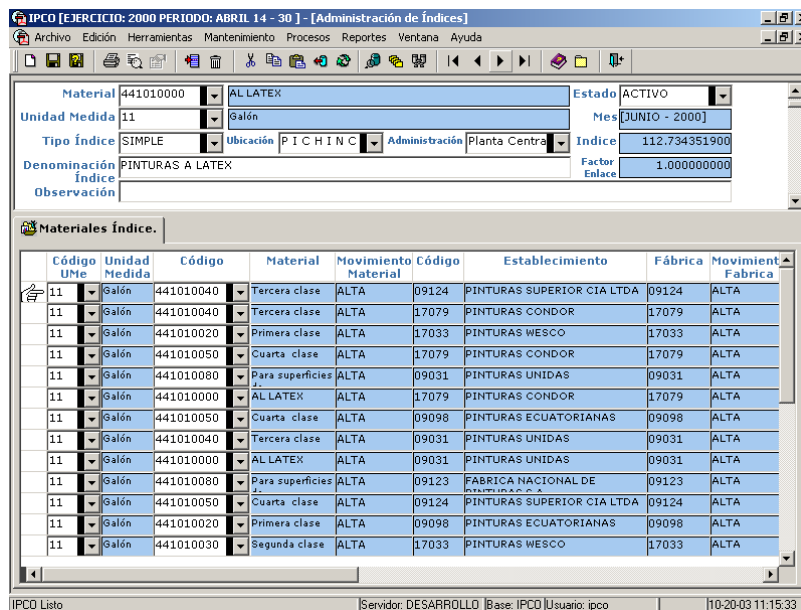 IPCO [EJERCICIO: 2000 PERIODO: ABRIL 14 - 30 ] - [Administración de Índices]
Archivo Edición Herramientas Mantenimiento Procesos Reportes Ventana Ayuda
Material 441010000 AL LATEX Estado ACTIVO
Unidad Medida 11 Galón Mes [JUNIO - 2000]
Tipo Índice SIMPLE Ubicación P I C H I N C Administración Planta Centra Indice 112.734351900
Denominación Índice PINTURAS A LATEX Factor Enlace 1.000000000
Observación
Materiales Índice.
Código UMe Unidad Medida Código Material Movimiento Material Código Establecimiento Fábrica Movimient Fabrica
11 Galón 441010040 Tercera clase ALTA 09124 PINTURAS SUPERIOR CIA LTDA 09124 ALTA
11 Galón 441010040 Tercera clase ALTA 17079 PINTURAS CONDOR 17079 ALTA
11 Galón 441010020 Primera clase ALTA 17033 PINTURAS WESCO 17033 ALTA
11 Galón 441010050 Cuarta clase ALTA 17079 PINTURAS CONDOR 17079 ALTA
11 Galón 441010080 Para superficies ALTA 09031 PINTURAS UNIDAS 09031 ALTA
11 Galón 441010000 AL LATEX ALTA 17079 PINTURAS CONDOR 17079 ALTA
11 Galón 441010050 Cuarta clase ALTA 09098 PINTURAS ECUATORIANAS 09098 ALTA
11 Galón 441010040 Tercera clase ALTA 09031 PINTURAS UNIDAS 09031 ALTA
11 Galón 441010000 AL LATEX ALTA 09031 PINTURAS UNIDAS 09031 ALTA
11 Galón 441010080 Para superficies ALTA 09123 FABRICA NACIONAL DE 09123 ALTA
11 Galón 441010050 Cuarta clase ALTA 09124 PINTURAS SUPERIOR CIA LTDA 09124 ALTA
11 Galón 441010020 Primera clase ALTA 09098 PINTURAS ECUATORIANAS 09098 ALTA
11 Galón 441010030 Segunda clase ALTA 17033 PINTURAS WESCO 17033 ALTA
IPCO Listo Servidor: DESARROLLO Base: IPCO Usuario: ipco 10-20-03 11:15:33